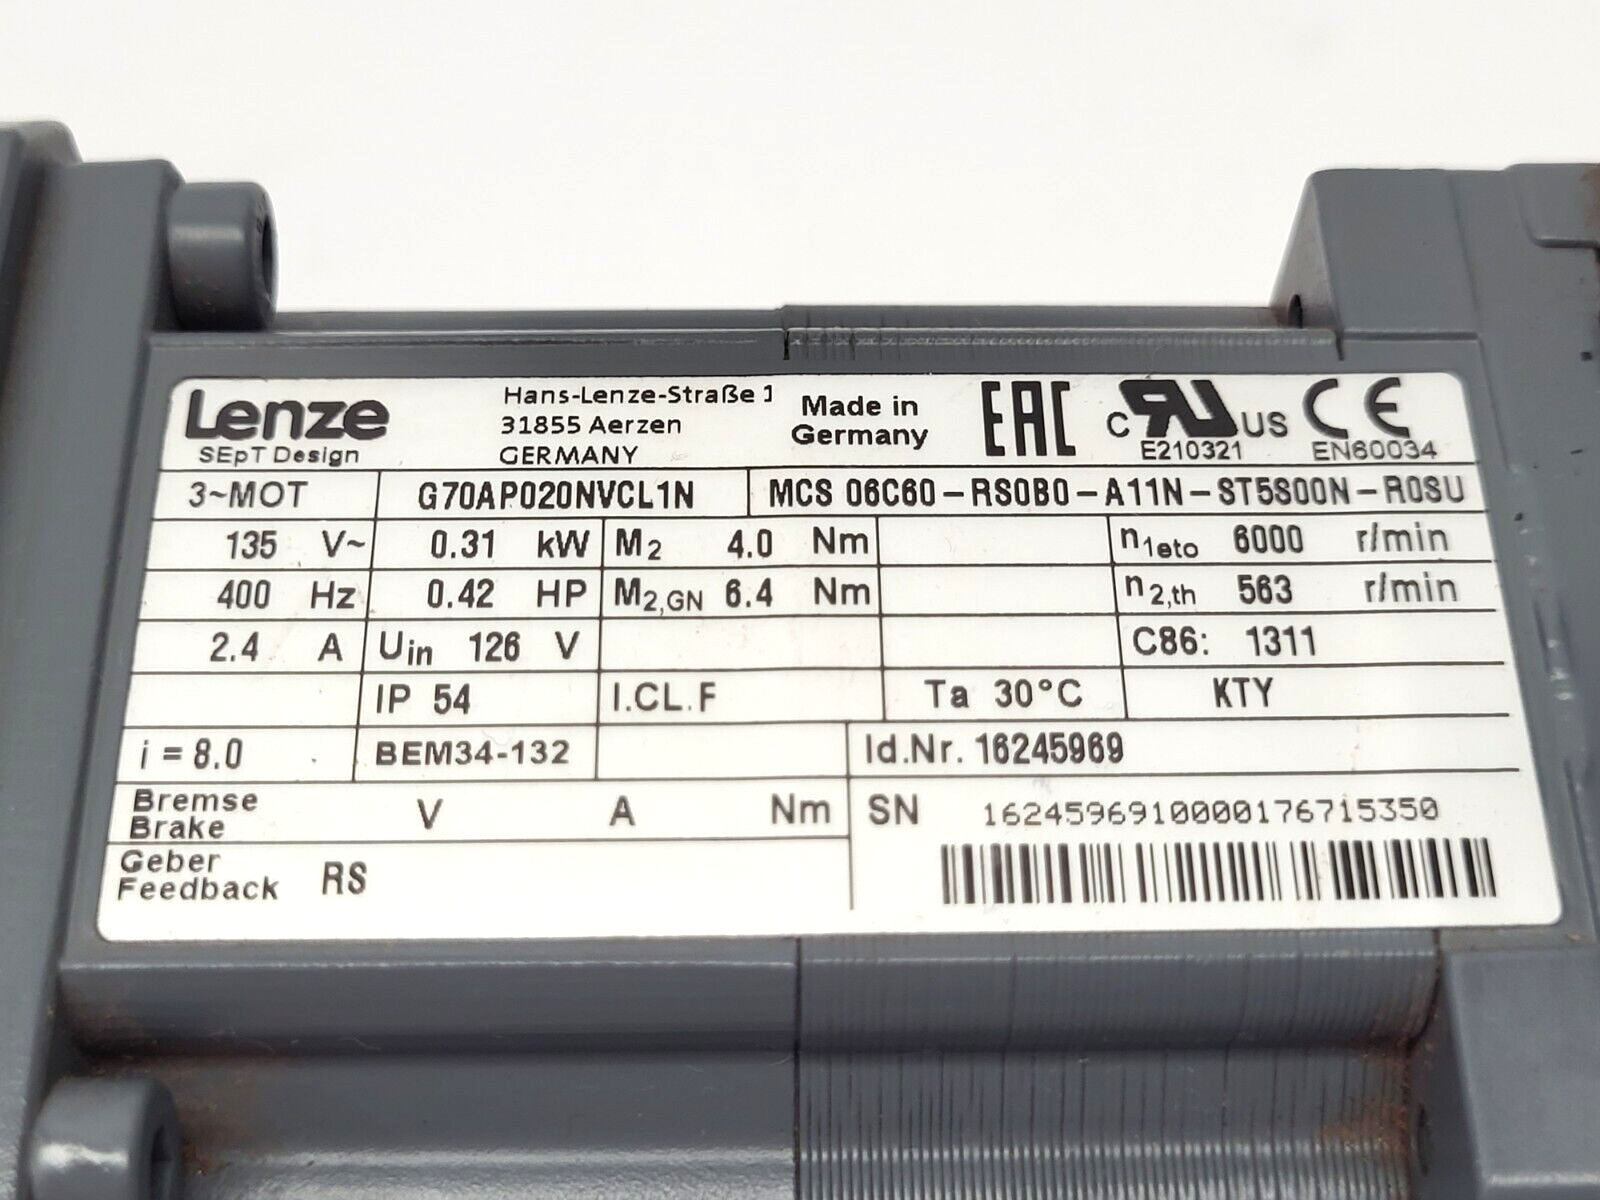 Lenze
SEpT Design
Hans-Lenze-Straße 1
31855 Aerzen
GERMANY
Made in
Germany
EAC
c RU US
E210321
CE
EN60034
3~MOT G70AP020NVCL1N MCS 06C60-RS0B0-A11N-ST5S00N-R0SU
135 V~ 0.31 kW M2 4.0 Nm n1eto 6000 r/min
400 Hz 0.42 HP M2,GN 6.4 Nm n2,th 563 r/min
2.4 A Uin 126 V C86: 1311
IP 54 I.CL.F Ta 30°C KTY
i = 8.0 BEM34-132 Id.Nr. 16245969
Bremse
Brake V A Nm
SN 1624596910000176715350
Geber
Feedback RS